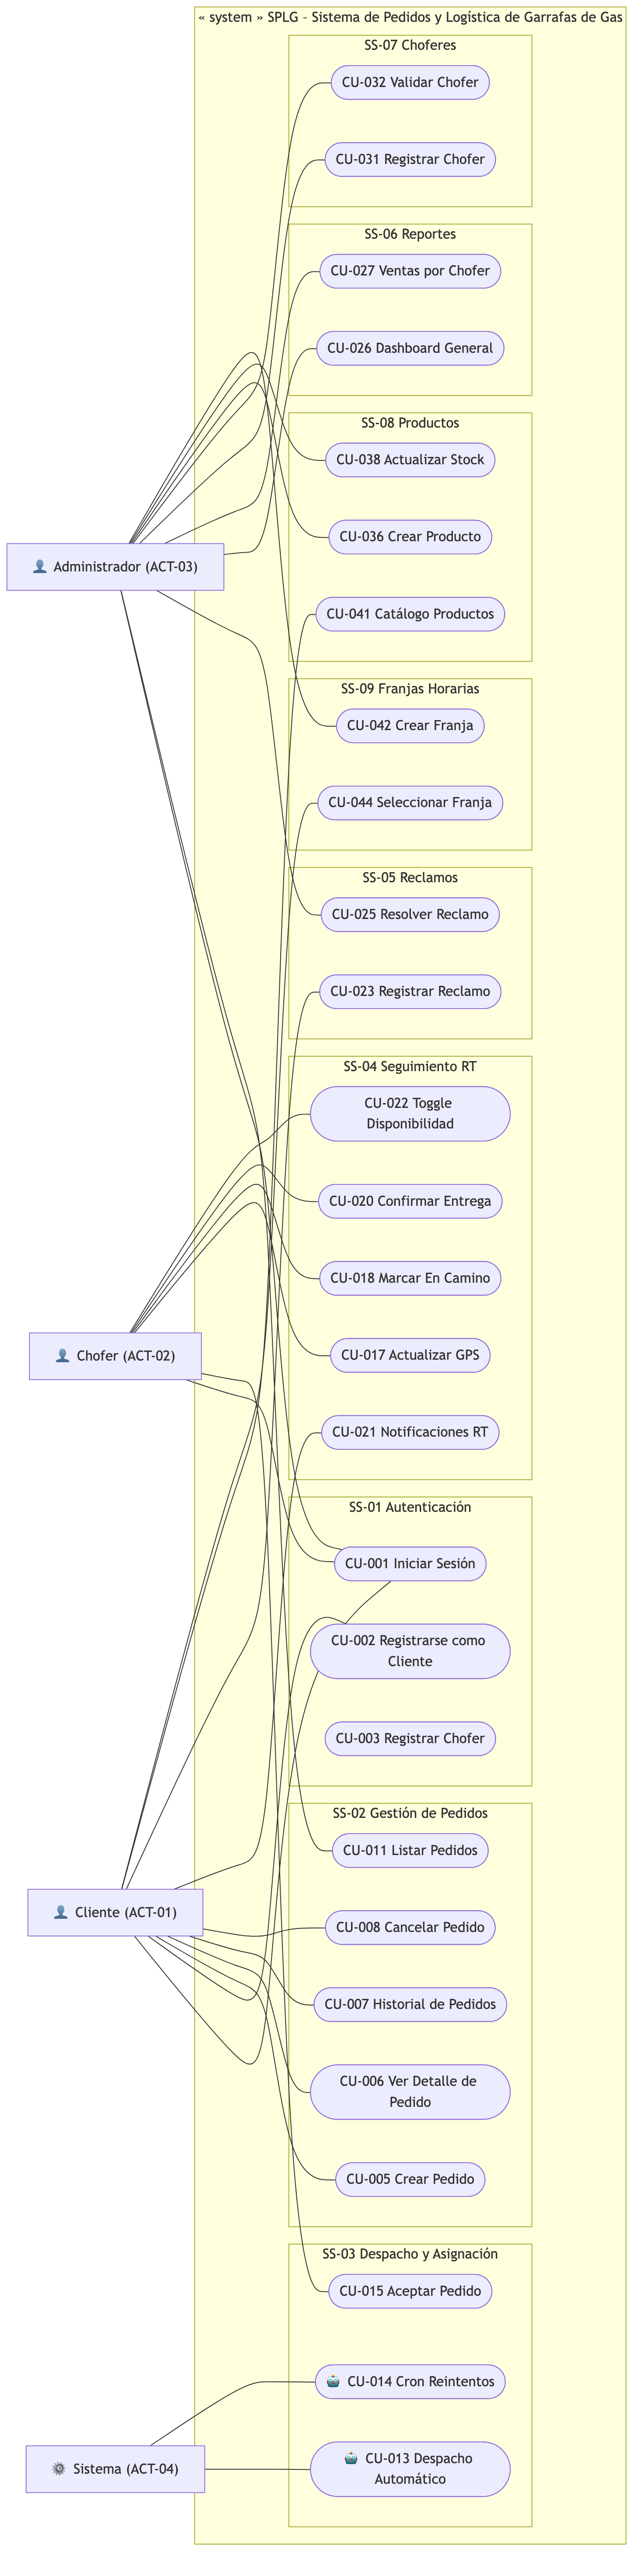 « system » SPLG - Sistema de Pedidos y Logística de Garrafas de Gas
SS-07 Choferes
CU-032 Validar Chofer
CU-031 Registrar Chofer
SS-06 Reportes
CU-027 Ventas por Chofer
CU-026 Dashboard General
SS-08 Productos
CU-038 Actualizar Stock
CU-036 Crear Producto
Administrador (ACT-03)
CU-041 Catálogo Productos
SS-09 Franjas Horarias
CU-042 Crear Franja
CU-044 Seleccionar Franja
SS-05 Reclamos
CU-025 Resolver Reclamo
CU-023 Registrar Reclamo
SS-04 Seguimiento RT
CU-022 Toggle
Disponibilidad
CU-020 Confirmar Entrega
CU-018 Marcar En Camino
Chofer (ACT-02)
CU-017 Actualizar GPS
CU-021 Notificaciones RT
SS-01 Autenticación
CU-001 Iniciar Sesión
CU-002 Registrarse como
Cliente
CU-003 Registrar Chofer
SS-02 Gestión de Pedidos
CU-011 Listar Pedidos
Cliente (ACT-01)
CU-008 Cancelar Pedido
CU-007 Historial de Pedidos
CU-006 Ver Detalle de
Pedido
CU-005 Crear Pedido
SS-03 Despacho y Asignación
CU-015 Aceptar Pedido
CU-014 Cron Reintentos
Sistema (ACT-04)
CU-013 Despacho
Automático